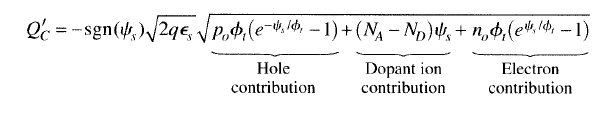 Q′_C = −sgn(ψ_s)√(2qϵ_s) √(p_oϕ_t(e^{−ψ_s/ϕ_t} − 1) + (N_A − N_D)ψ_s + n_oϕ_t(e^{ψ_s/ϕ_t} − 1))
Hole Dopant ion Electron
contribution contribution contribution